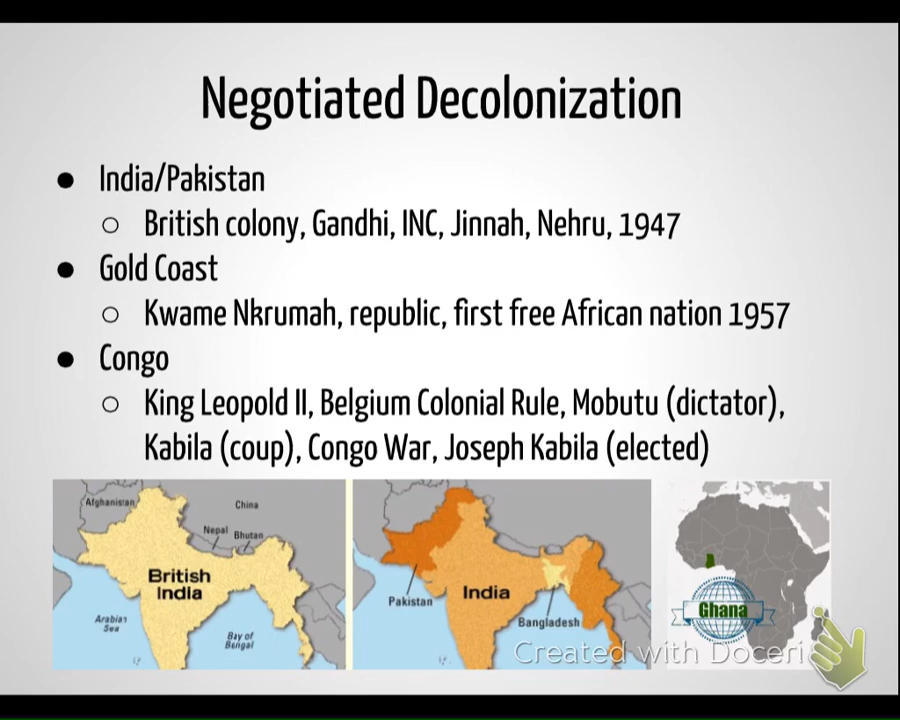 Negotiated Decolonization
● India/Pakistan
○ British colony, Gandhi, INC, Jinnah, Nehru, 1947
● Gold Coast
○ Kwame Nkrumah, republic, first free African nation 1957
● Congo
○ King Leopold II, Belgium Colonial Rule, Mobutu (dictator),
Kabila (coup), Congo War, Joseph Kabila (elected)
Afghanistan
China
Nepal
Bhutan
British
India
Arabian
Sea
Bay of
Bengal
Pakistan
India
Bangladesh
Ghana
Created with Doceri